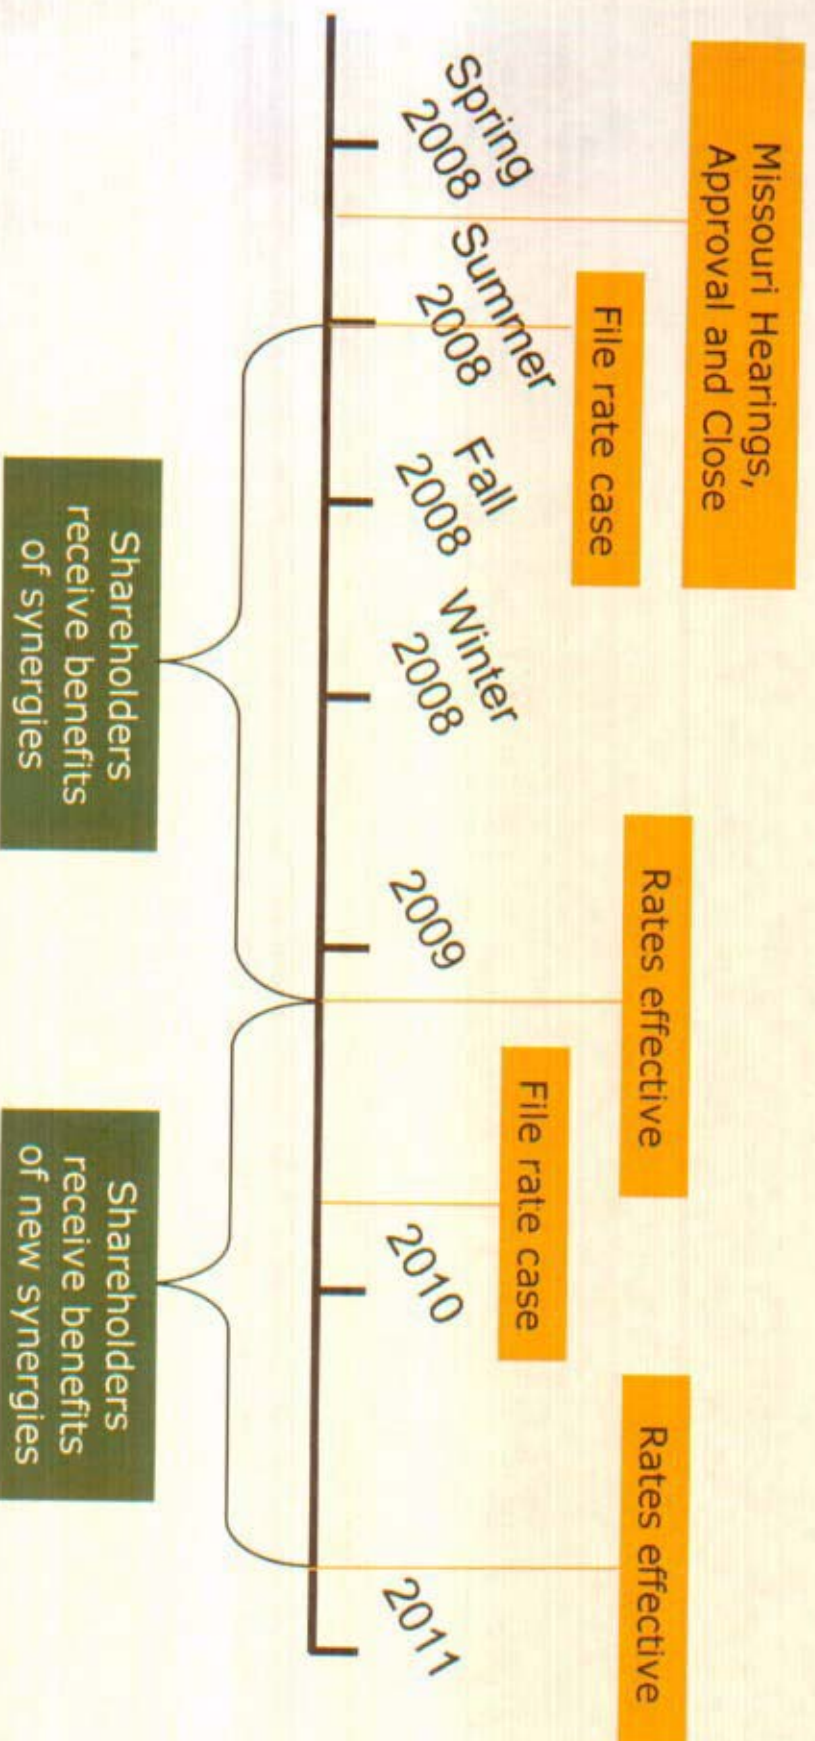 Missouri Hearings,
Approval and Close
File rate case
Rates effective
File rate case
Rates effective
Spring
2008
Summer
2008
Fall
2008
Winter
2008
2009
2010
2011
Shareholders
receive benefits
of synergies
Shareholders
receive benefits
of new synergies